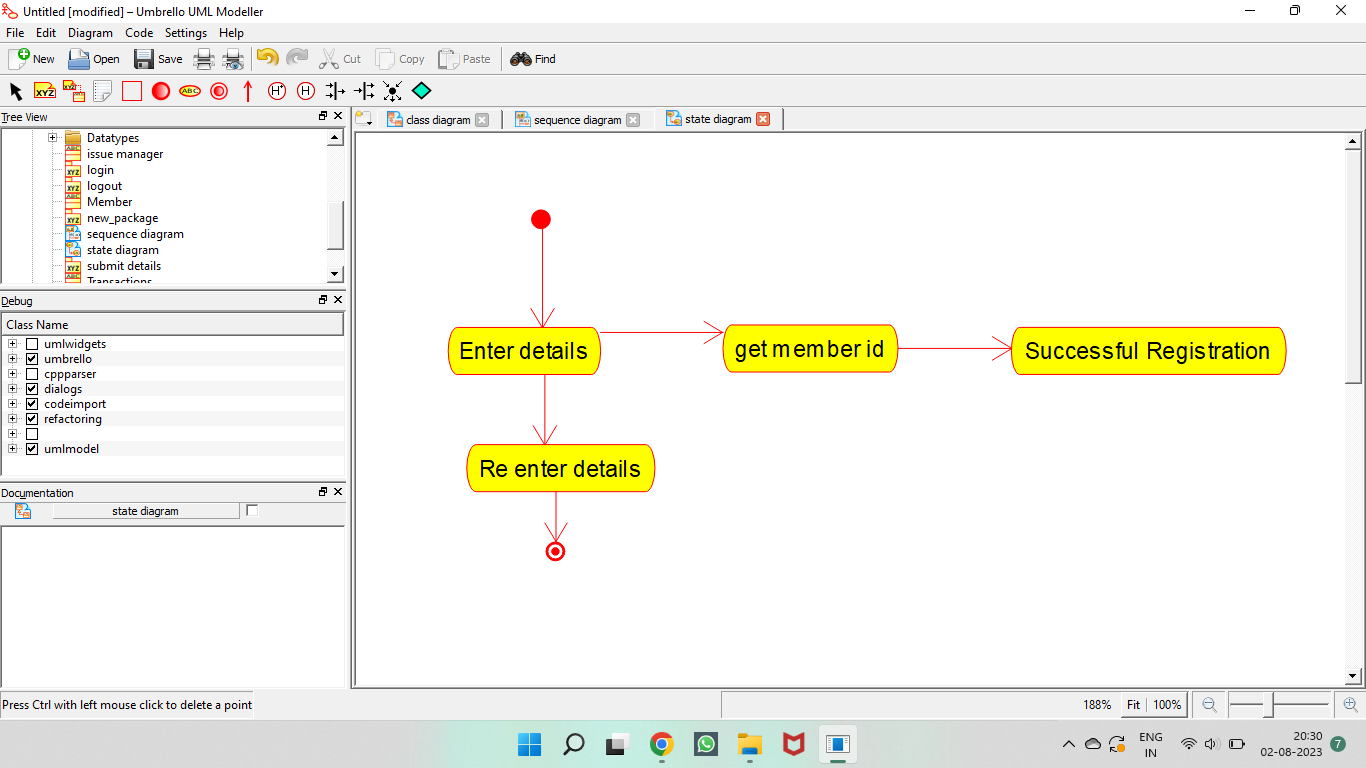 Untitled [modified] – Umbrello UML Modeller
File Edit Diagram Code Settings Help
New Open Save Cut Copy Paste Find
XYZ XYZ ABC H* H
Tree View
class diagram sequence diagram state diagram
Datatypes
issue manager
login
logout
Member
new_package
sequence diagram
state diagram
submit details
Transactions
Debug
Class Name
umlwidgets
umbrello
cppparser
dialogs
codeimport
refactoring
umlmodel
Documentation
state diagram
Enter details
get member id
Successful Registration
Re enter details
Press Ctrl with left mouse click to delete a point
188% Fit 100%
ENG
IN
20:30
02-08-2023
7